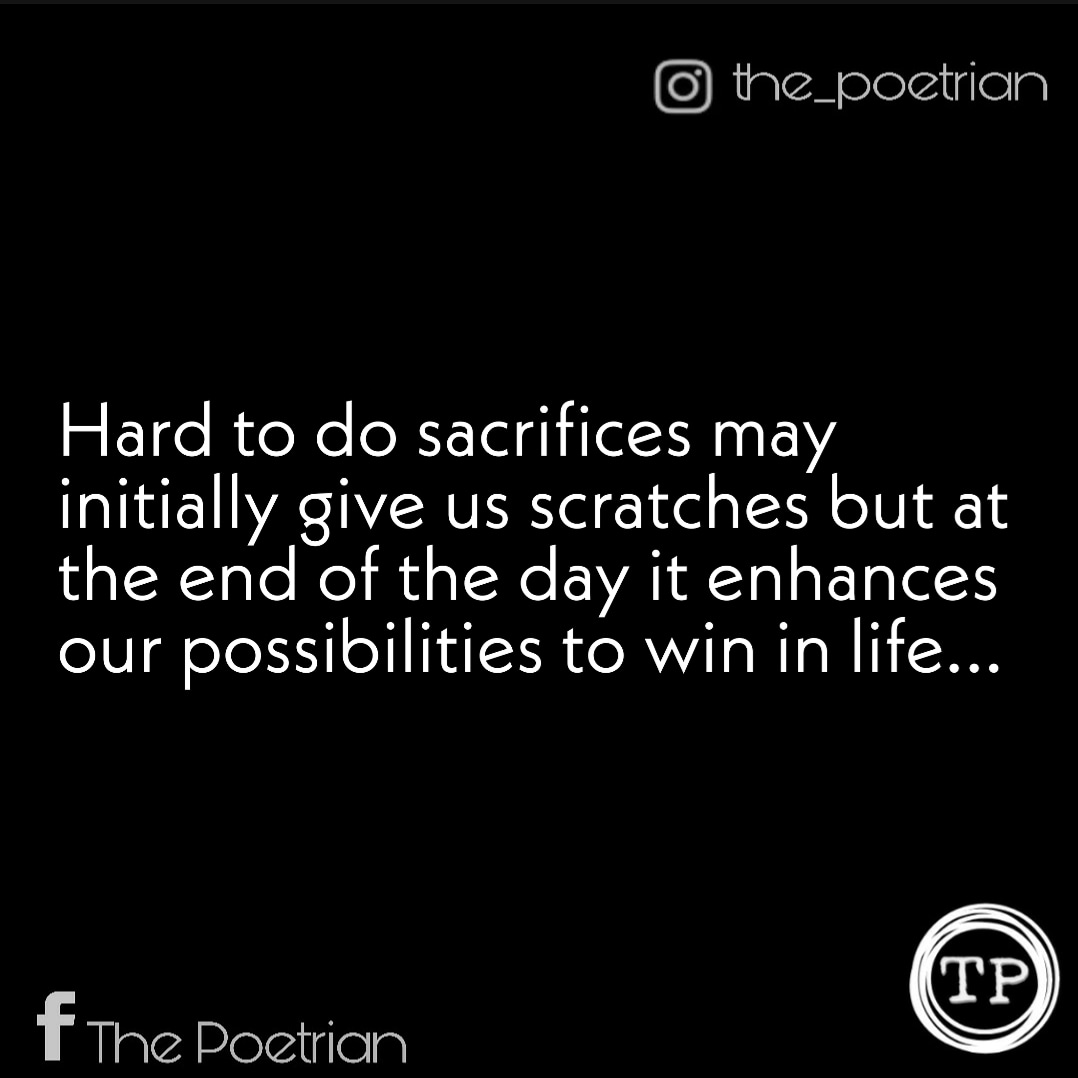 the_poetrian
Hard to do sacrifices may
initially give us scratches but at
the end of the day it enhances
our possibilities to win in life...
TP
f The Poetrian